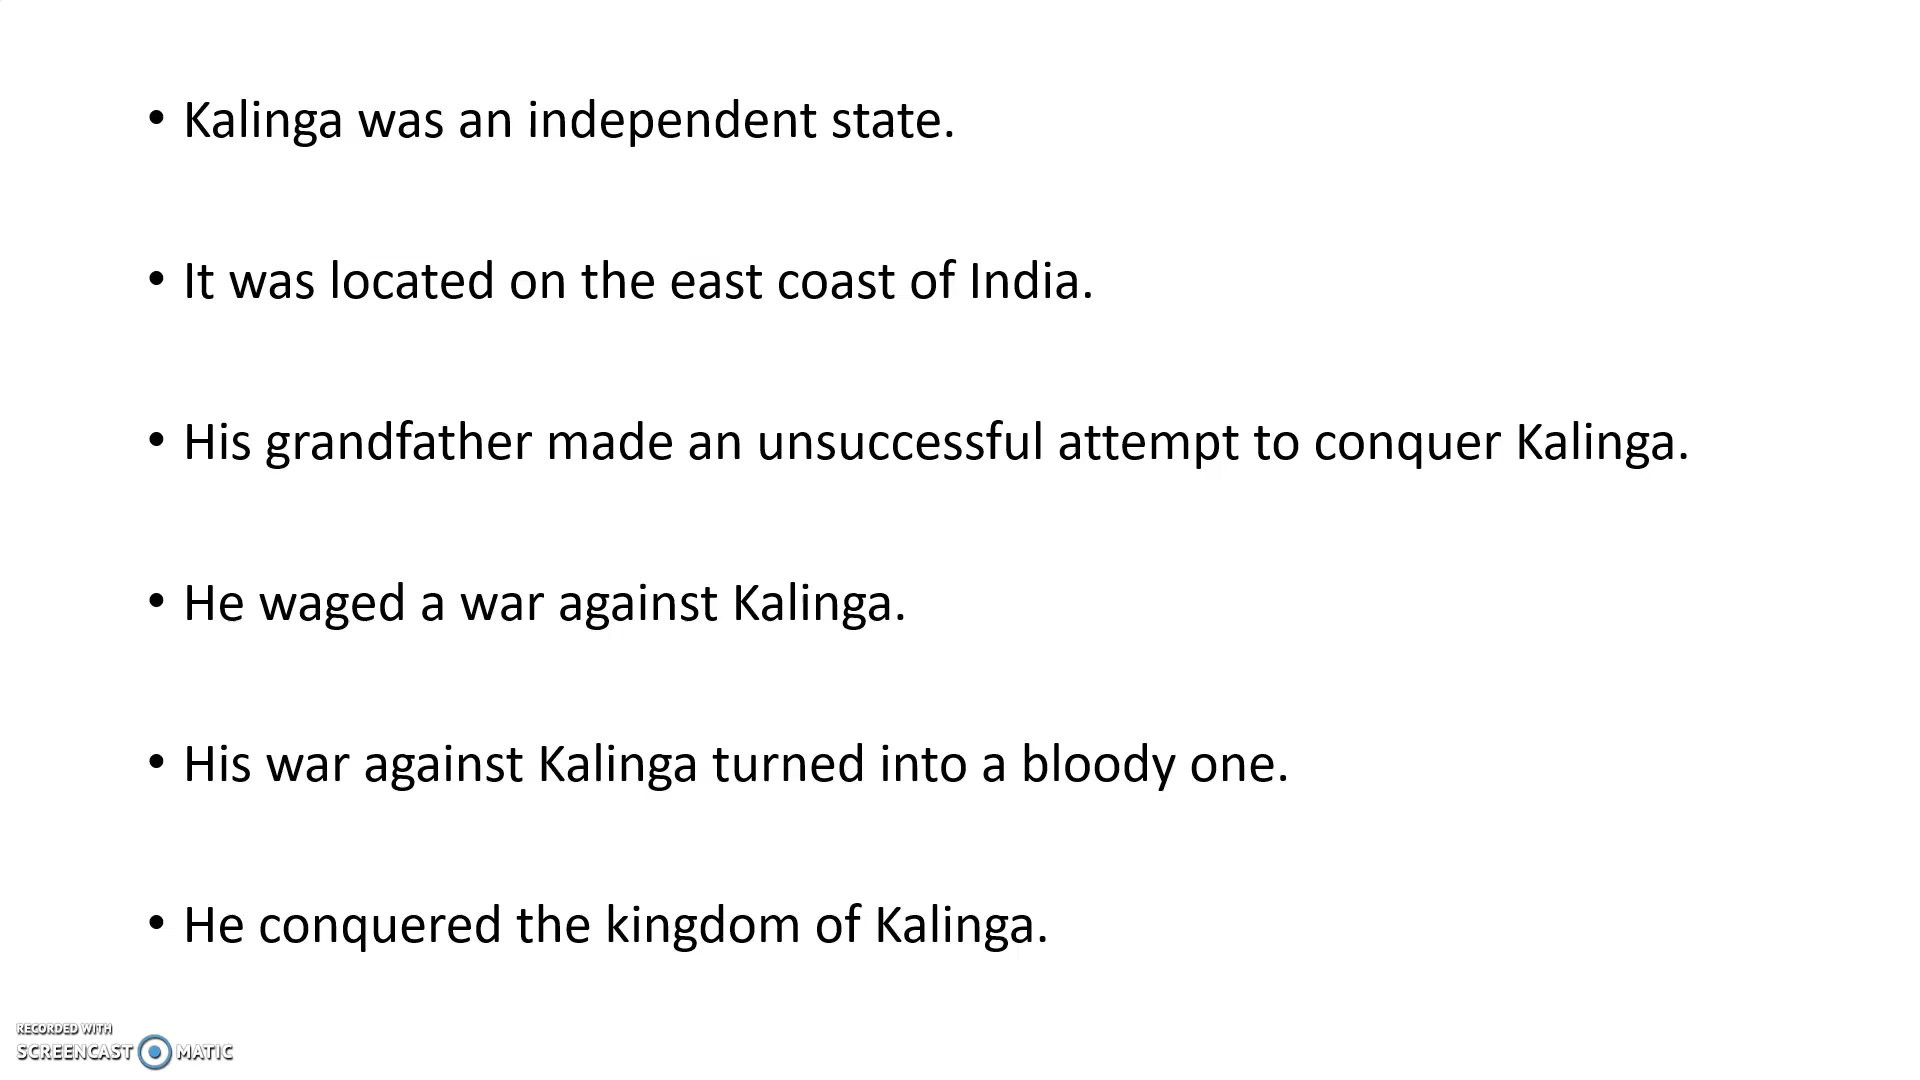 • Kalinga was an independent state.
• It was located on the east coast of India.
• His grandfather made an unsuccessful attempt to conquer Kalinga.
• He waged a war against Kalinga.
• His war against Kalinga turned into a bloody one.
• He conquered the kingdom of Kalinga.
RECORDED WITH
SCREENCAST MATIC